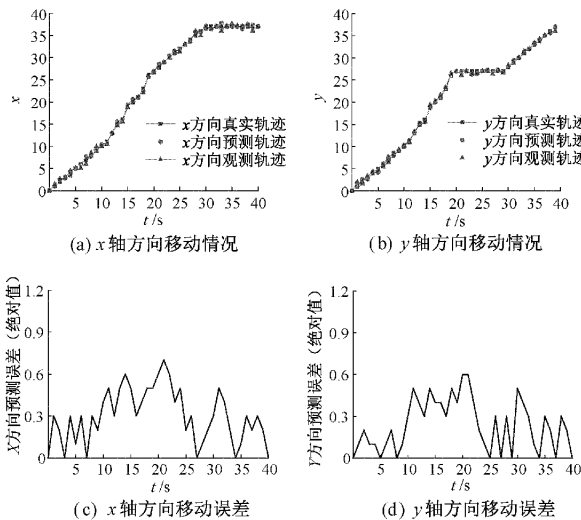 40
35
30
25
20
15
10
5
0
x
x方向真实轨迹
x方向预测轨迹
x方向观测轨迹
5 10 15 20 25 30 35 40
t/s
(a) x轴方向移动情况
40
35
30
25
20
15
10
5
0
y
y方向真实轨迹
y方向预测轨迹
y方向观测轨迹
5 10 15 20 25 30 35 40
t/s
(b) y轴方向移动情况
1.2
0.9
0.6
0.3
0
X方向预测误差(绝对值)
5 10 15 20 25 30 35 40
t/s
(c) x轴方向移动误差
1.2
0.9
0.6
0.3
0
Y方向预测误差(绝对值)
5 10 15 20 25 30 35 40
t/s
(d) y轴方向移动误差